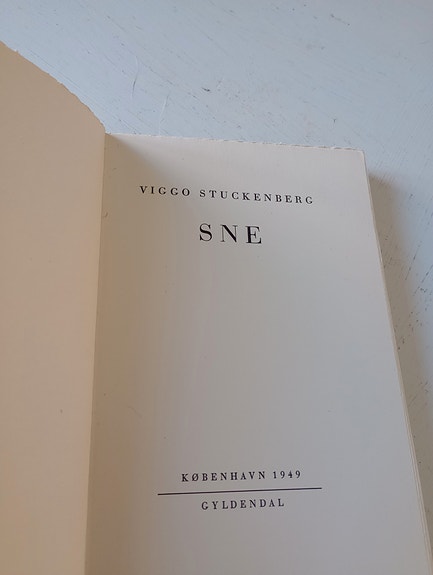 VIGGO STUCKENBERG
SNE
KØBENHAVN 1949
GYLDENDAL